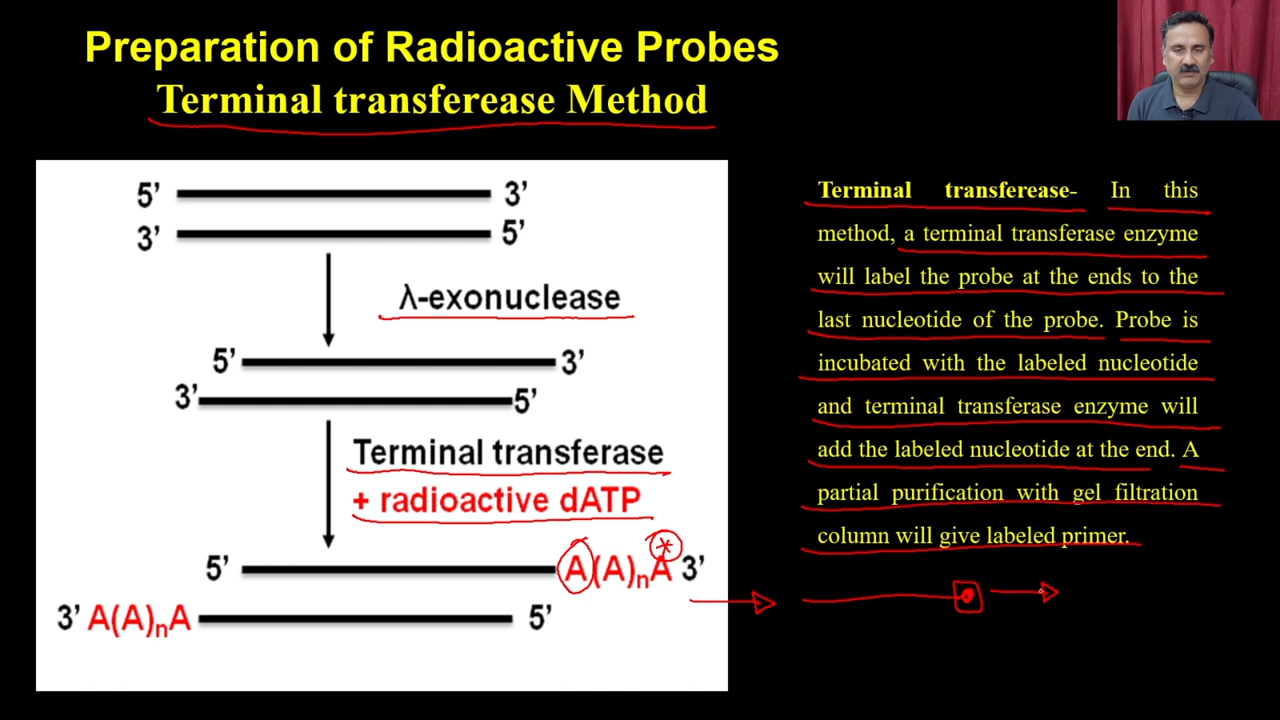 Preparation of Radioactive Probes
Terminal transferease Method
5’ 3’
3’ 5’
λ-exonuclease
5’ 3’
3’ 5’
Terminal transferase
+ radioactive dATP
5’ A(A)nA* 3’
3’ A(A)nA 5’
Terminal transferease- In this
method, a terminal transferase enzyme
will label the probe at the ends to the
last nucleotide of the probe. Probe is
incubated with the labeled nucleotide
and terminal transferase enzyme will
add the labeled nucleotide at the end. A
partial purification with gel filtration
column will give labeled primer.